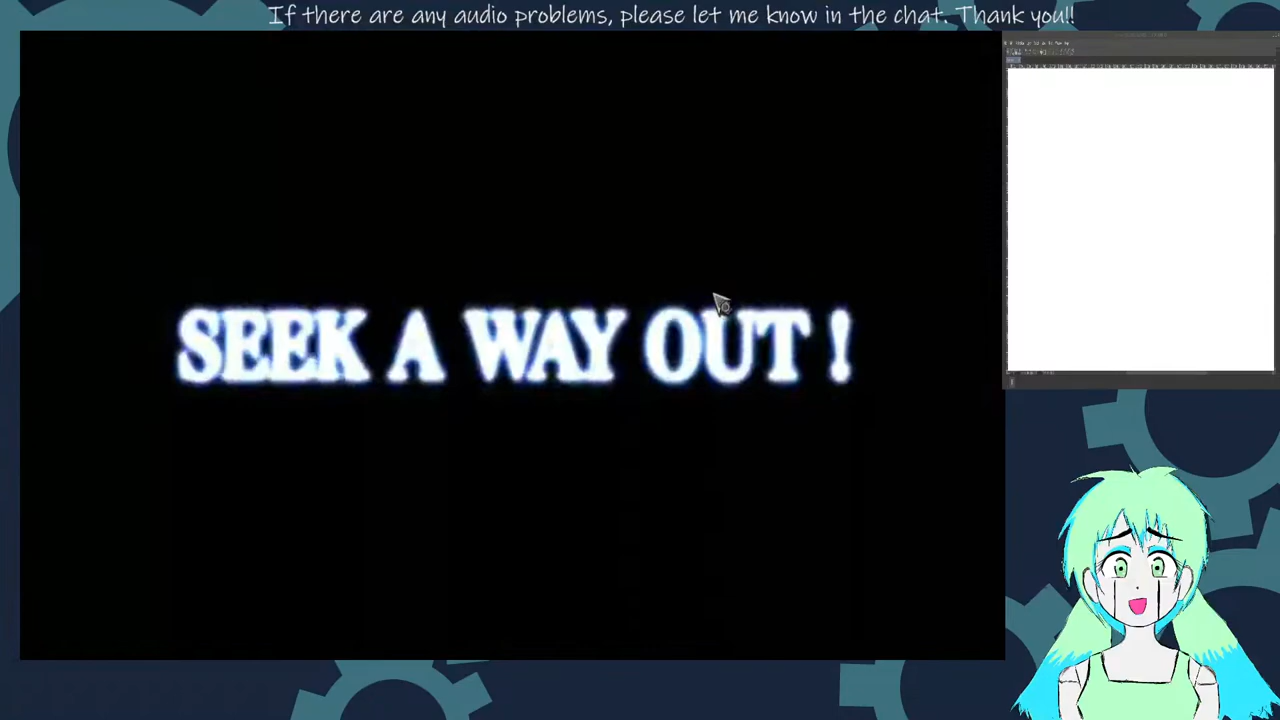 If there are any audio problems, please let me know in the chat. Thank you!!
SEEK A WAY OUT !